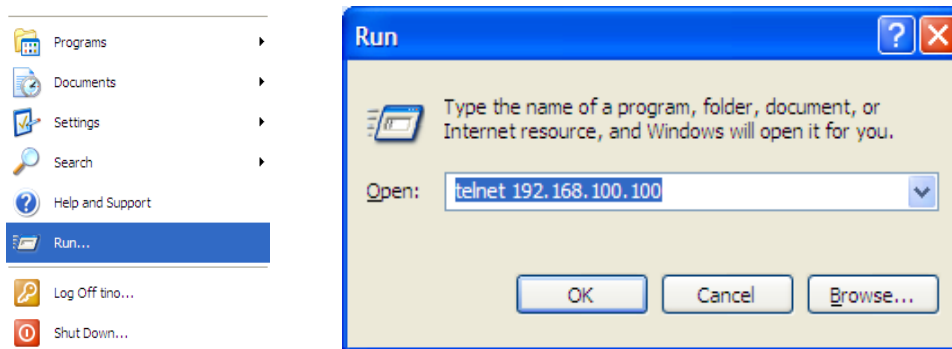 Programs
Documents
Settings
Search
Help and Support
Run...
Log Off tino...
Shut Down...
Run
Type the name of a program, folder, document, or
Internet resource, and Windows will open it for you.
Open: telnet 192.168.100.100
OK Cancel Browse...